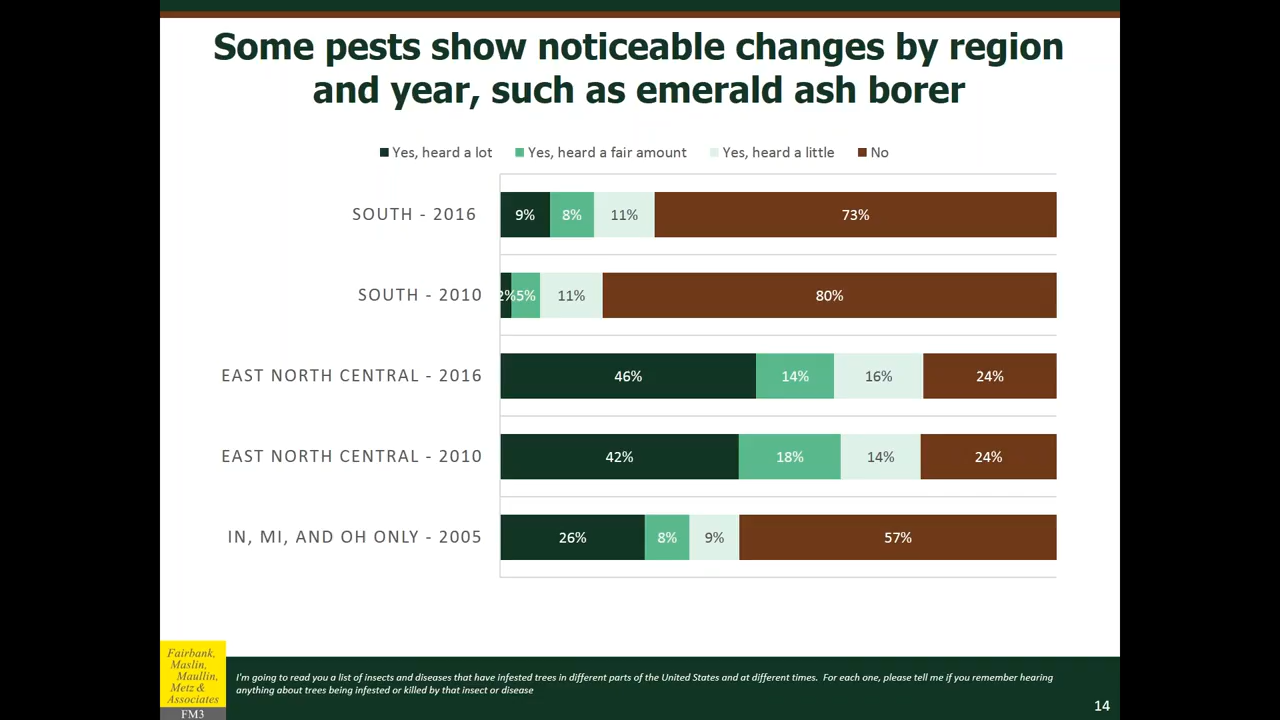 Some pests show noticeable changes by region
and year, such as emerald ash borer
Yes, heard a lot
Yes, heard a fair amount
Yes, heard a little
No
SOUTH - 2016
9%
8%
11%
73%
SOUTH - 2010
2%
5%
11%
80%
EAST NORTH CENTRAL - 2016
46%
14%
16%
24%
EAST NORTH CENTRAL - 2010
42%
18%
14%
24%
IN, MI, AND OH ONLY - 2005
26%
8%
9%
57%
Fairbank,
Maslin,
Maullin,
Metz &
Associates
FM3
I'm going to read you a list of insects and diseases that have infested trees in different parts of the United States and at different times.  For each one, please tell me if you remember hearing
anything about trees being infested or killed by that insect or disease
14